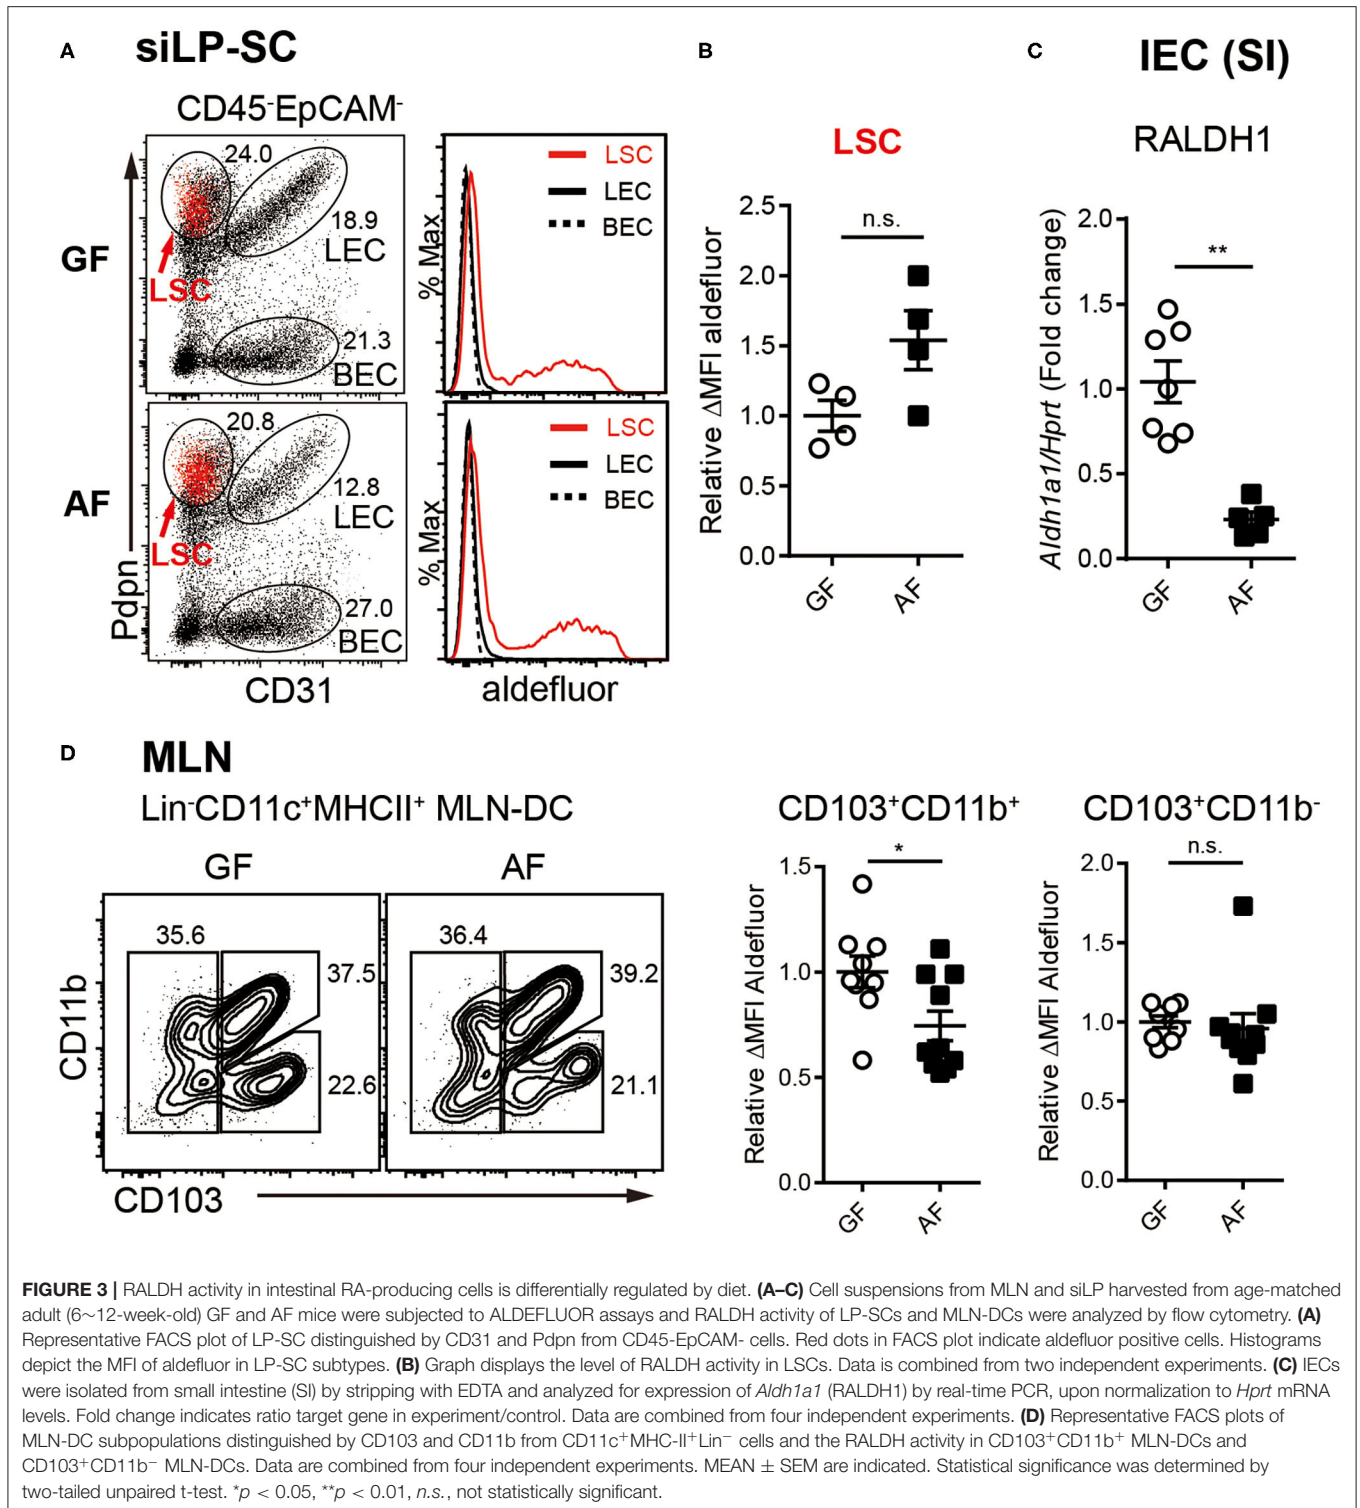 A siLP-SC
CD45⁻EpCAM⁻
GF
24.0
18.9
LEC
LSC
21.3
BEC
% Max
LSC
LEC
BEC
AF
20.8
12.8
LEC
LSC
27.0
BEC
Pdpn
CD31
% Max
LSC
LEC
BEC
aldefluor
B
LSC
Relative ΔMFI aldefluor
2.5
2.0
1.5
1.0
0.5
0.0
n.s.
GF AF
C IEC (SI)
RALDH1
Aldh1a1/Hprt (Fold change)
2.0
1.5
1.0
0.5
0.0
**
GF AF
D MLN
Lin⁻CD11c⁺MHCII⁺ MLN-DC
GF AF
CD11b
35.6
37.5
22.6
36.4
39.2
21.1
CD103
CD103⁺CD11b⁺
Relative ΔMFI Aldefluor
1.5
1.0
0.5
0.0
*
GF AF
CD103⁺CD11b⁻
Relative ΔMFI Aldefluor
2.0
1.5
1.0
0.5
0.0
n.s.
GF AF
FIGURE 3 | RALDH activity in intestinal RA-producing cells is differentially regulated by diet. (A–C) Cell suspensions from MLN and siLP harvested from age-matched
adult (6∼12-week-old) GF and AF mice were subjected to ALDEFLUOR assays and RALDH activity of LP-SCs and MLN-DCs were analyzed by flow cytometry. (A)
Representative FACS plot of LP-SC distinguished by CD31 and Pdpn from CD45-EpCAM- cells. Red dots in FACS plot indicate aldefluor positive cells. Histograms
depict the MFI of aldefluor in LP-SC subtypes. (B) Graph displays the level of RALDH activity in LSCs. Data is combined from two independent experiments. (C) IECs
were isolated from small intestine (SI) by stripping with EDTA and analyzed for expression of Aldh1a1 (RALDH1) by real-time PCR, upon normalization to Hprt mRNA
levels. Fold change indicates ratio target gene in experiment/control. Data are combined from four independent experiments. (D) Representative FACS plots of
MLN-DC subpopulations distinguished by CD103 and CD11b from CD11c⁺MHC-II⁺Lin⁻ cells and the RALDH activity in CD103⁺CD11b⁺ MLN-DCs and
CD103⁺CD11b⁻ MLN-DCs. Data are combined from four independent experiments. MEAN ± SEM are indicated. Statistical significance was determined by
two-tailed unpaired t-test. *p < 0.05, **p < 0.01, n.s., not statistically significant.